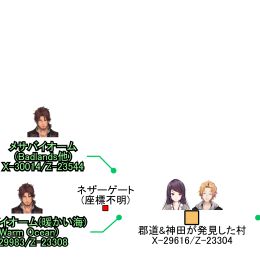 メサバイオーム
(Badlands他)
X-30014/Z-23544
ネザーゲート
(座標不明)
イオーム(暖かい海)
Warm Ocean)
29983/Z-23308
郡道&神田が発見した村
X-29616/Z-23304